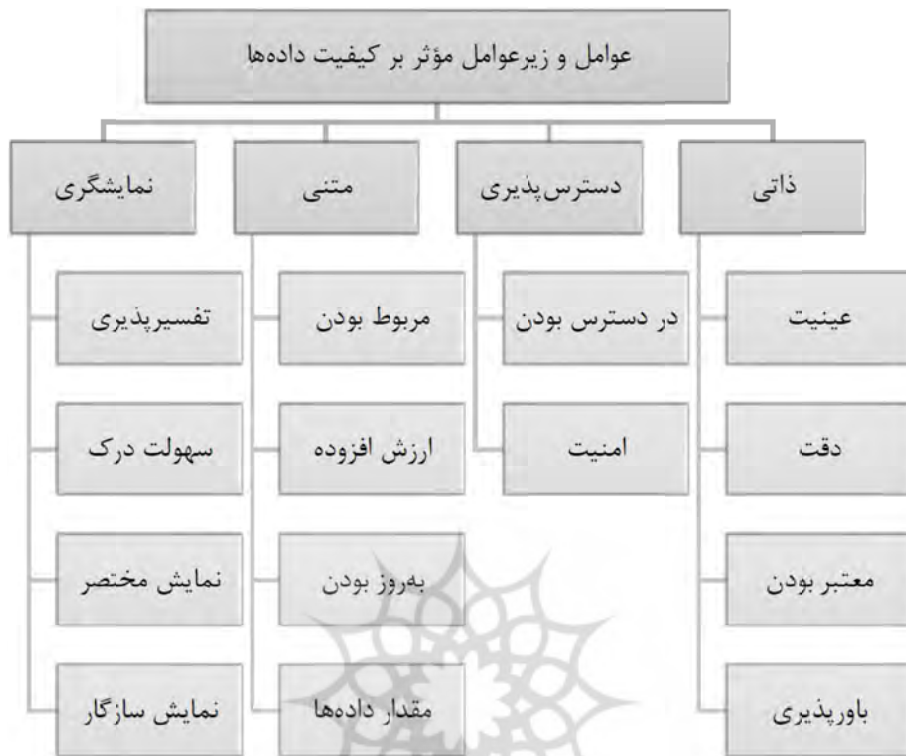 عوامل و زیرعوامل مؤثر بر کیفیت داده‌ها
ذاتی
دسترس‌پذیری
متنی
نمایشگری
عینیت
در دسترس بودن
مربوط بودن
تفسیرپذیری
دقت
امنیت
ارزش افزوده
سهولت درک
معتبر بودن
به‌روز بودن
نمایش مختصر
باورپذیری
مقدار داده‌ها
نمایش سازگار